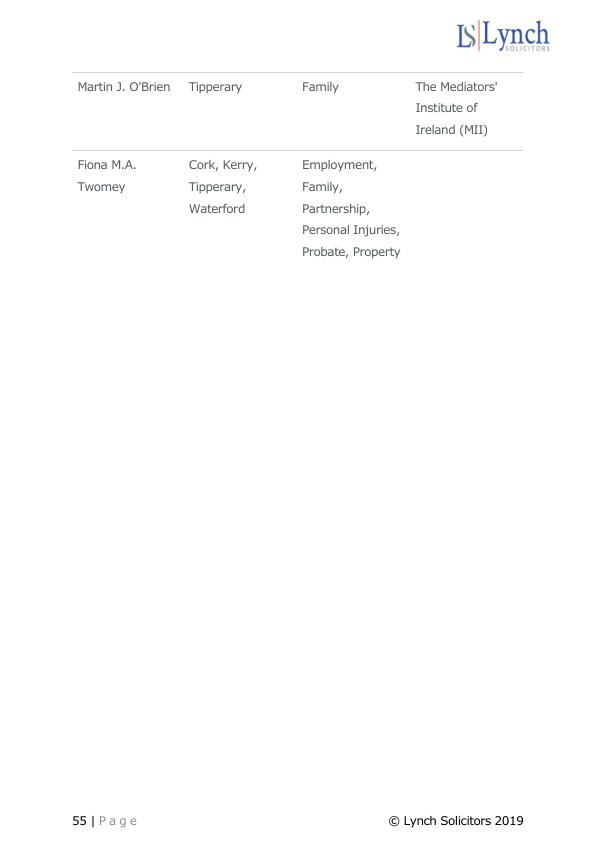 LS Lynch
SOLICITORS
Martin J. O'Brien Tipperary Family The Mediators'
Institute of
Ireland (MII)
Fiona M.A. Cork, Kerry, Employment,
Twomey Tipperary, Family,
Waterford Partnership,
Personal Injuries,
Probate, Property
55 | Page © Lynch Solicitors 2019